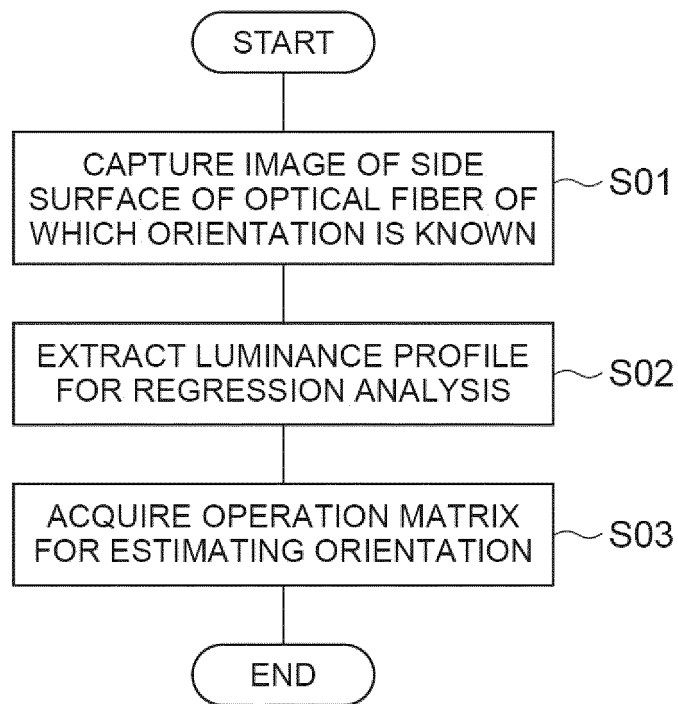 START
CAPTURE IMAGE OF SIDE
SURFACE OF OPTICAL FIBER OF
WHICH ORIENTATION IS KNOWN
S01
EXTRACT LUMINANCE PROFILE
FOR REGRESSION ANALYSIS
S02
ACQUIRE OPERATION MATRIX
FOR ESTIMATING ORIENTATION
S03
END